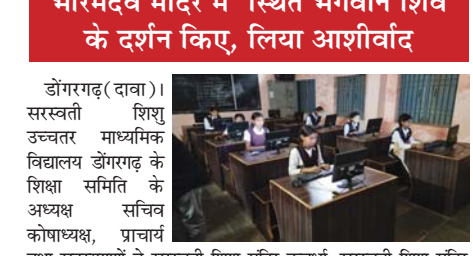 भोरमदेव मंदिर में स्थित भगवान शिव
के दर्शन किए, लिया आशीर्वाद
डोंगरगढ़(दावा)।
सरस्वती शिशु
उच्चतर माध्यमिक
विद्यालय डोंगरगढ़ के
शिक्षा समिति के
अध्यक्ष सचिव
कोषाध्यक्ष, प्राचार्य